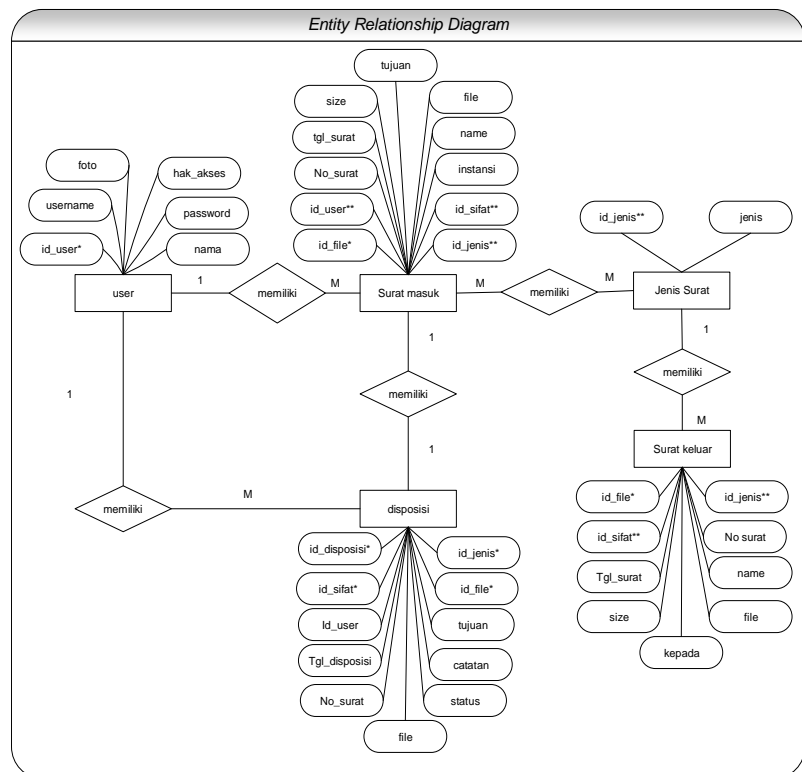 Entity Relationship Diagram
tujuan
size
file
tgl_surat
name
foto
hak_akses
No_surat
instansi
username
password
id_user**
id_sifat**
id_jenis**
jenis
id_user*
nama
id_file*
id_jenis**
user
1
memiliki
M
Surat masuk
M
memiliki
M
Jenis Surat
1
1
memiliki
1
memiliki
M
1
Surat keluar
memiliki
M
disposisi
id_file*
id_jenis**
id_sifat**
No surat
id_disposisi*
id_jenis*
Tgl_surat
name
id_sifat*
id_file*
size
file
Id_user
tujuan
kepada
Tgl_disposisi
catatan
No_surat
status
file